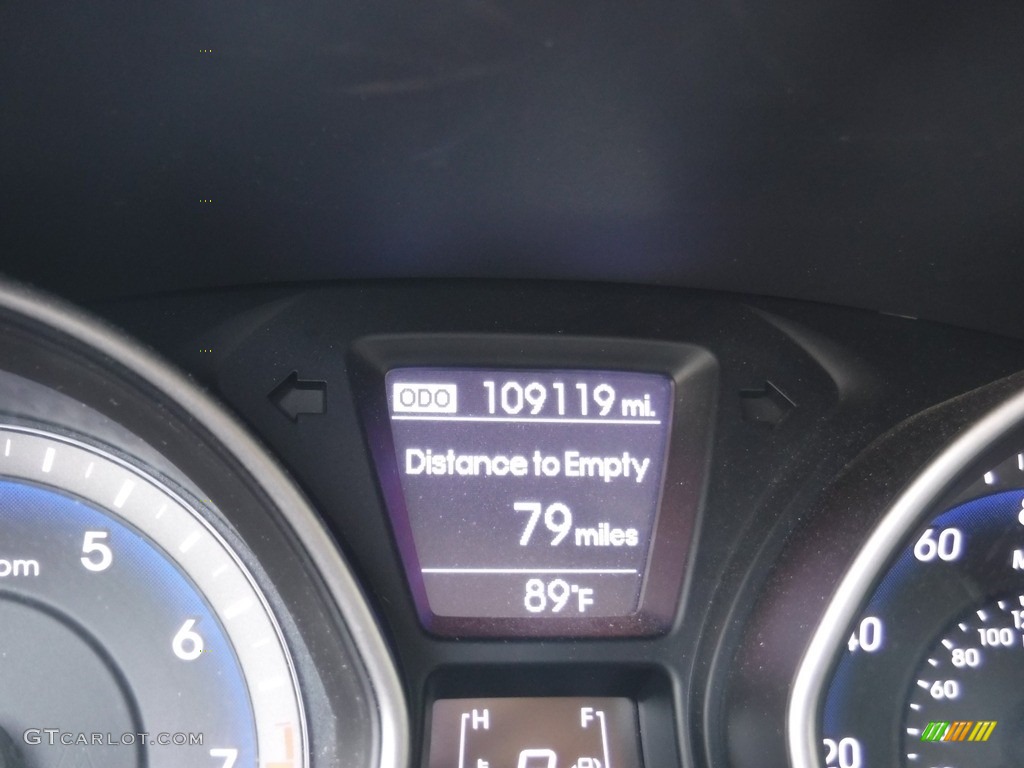 ODO 109119 mi.
Distance to Empty
79 miles
89°F
H F
5
6
7
60
40
20
100
80
60
GTCARLOT.COM